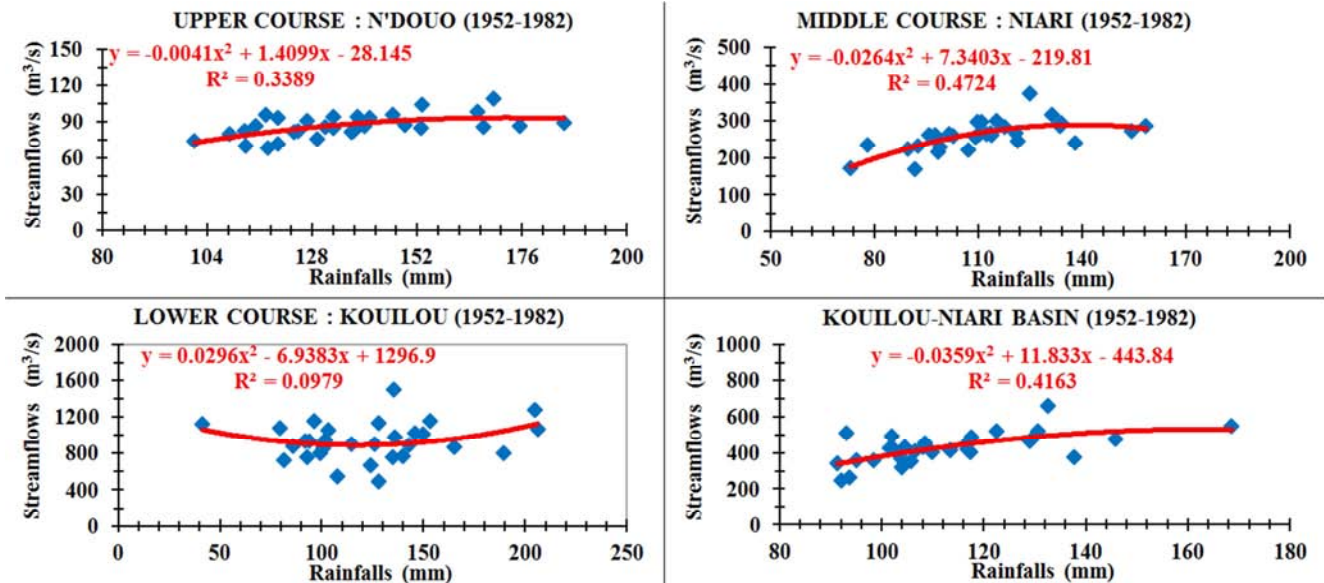 UPPER COURSE : N'DOUO (1952-1982)
y = -0.0041x² + 1.4099x - 28.145
R² = 0.3389
Streamflows (m³/s)
150
120
90
60
30
0
80 104 128 152 176 200
Rainfalls (mm)
MIDDLE COURSE : NIARI (1952-1982)
y = -0.0264x² + 7.3403x - 219.81
R² = 0.4724
Streamflows (m³/s)
500
400
300
200
100
0
50 80 110 140 170 200
Rainfalls (mm)
LOWER COURSE : KOUILOU (1952-1982)
y = 0.0296x² - 6.9383x + 1296.9
R² = 0.0979
Streamflows (m³/s)
2000
1600
1200
800
400
0
0 50 100 150 200 250
Rainfalls (mm)
KOUILOU-NIARI BASIN (1952-1982)
y = -0.0359x² + 11.833x - 443.84
R² = 0.4163
Streamflows (m³/s)
1000
800
600
400
200
0
80 100 120 140 160 180
Rainfalls (mm)